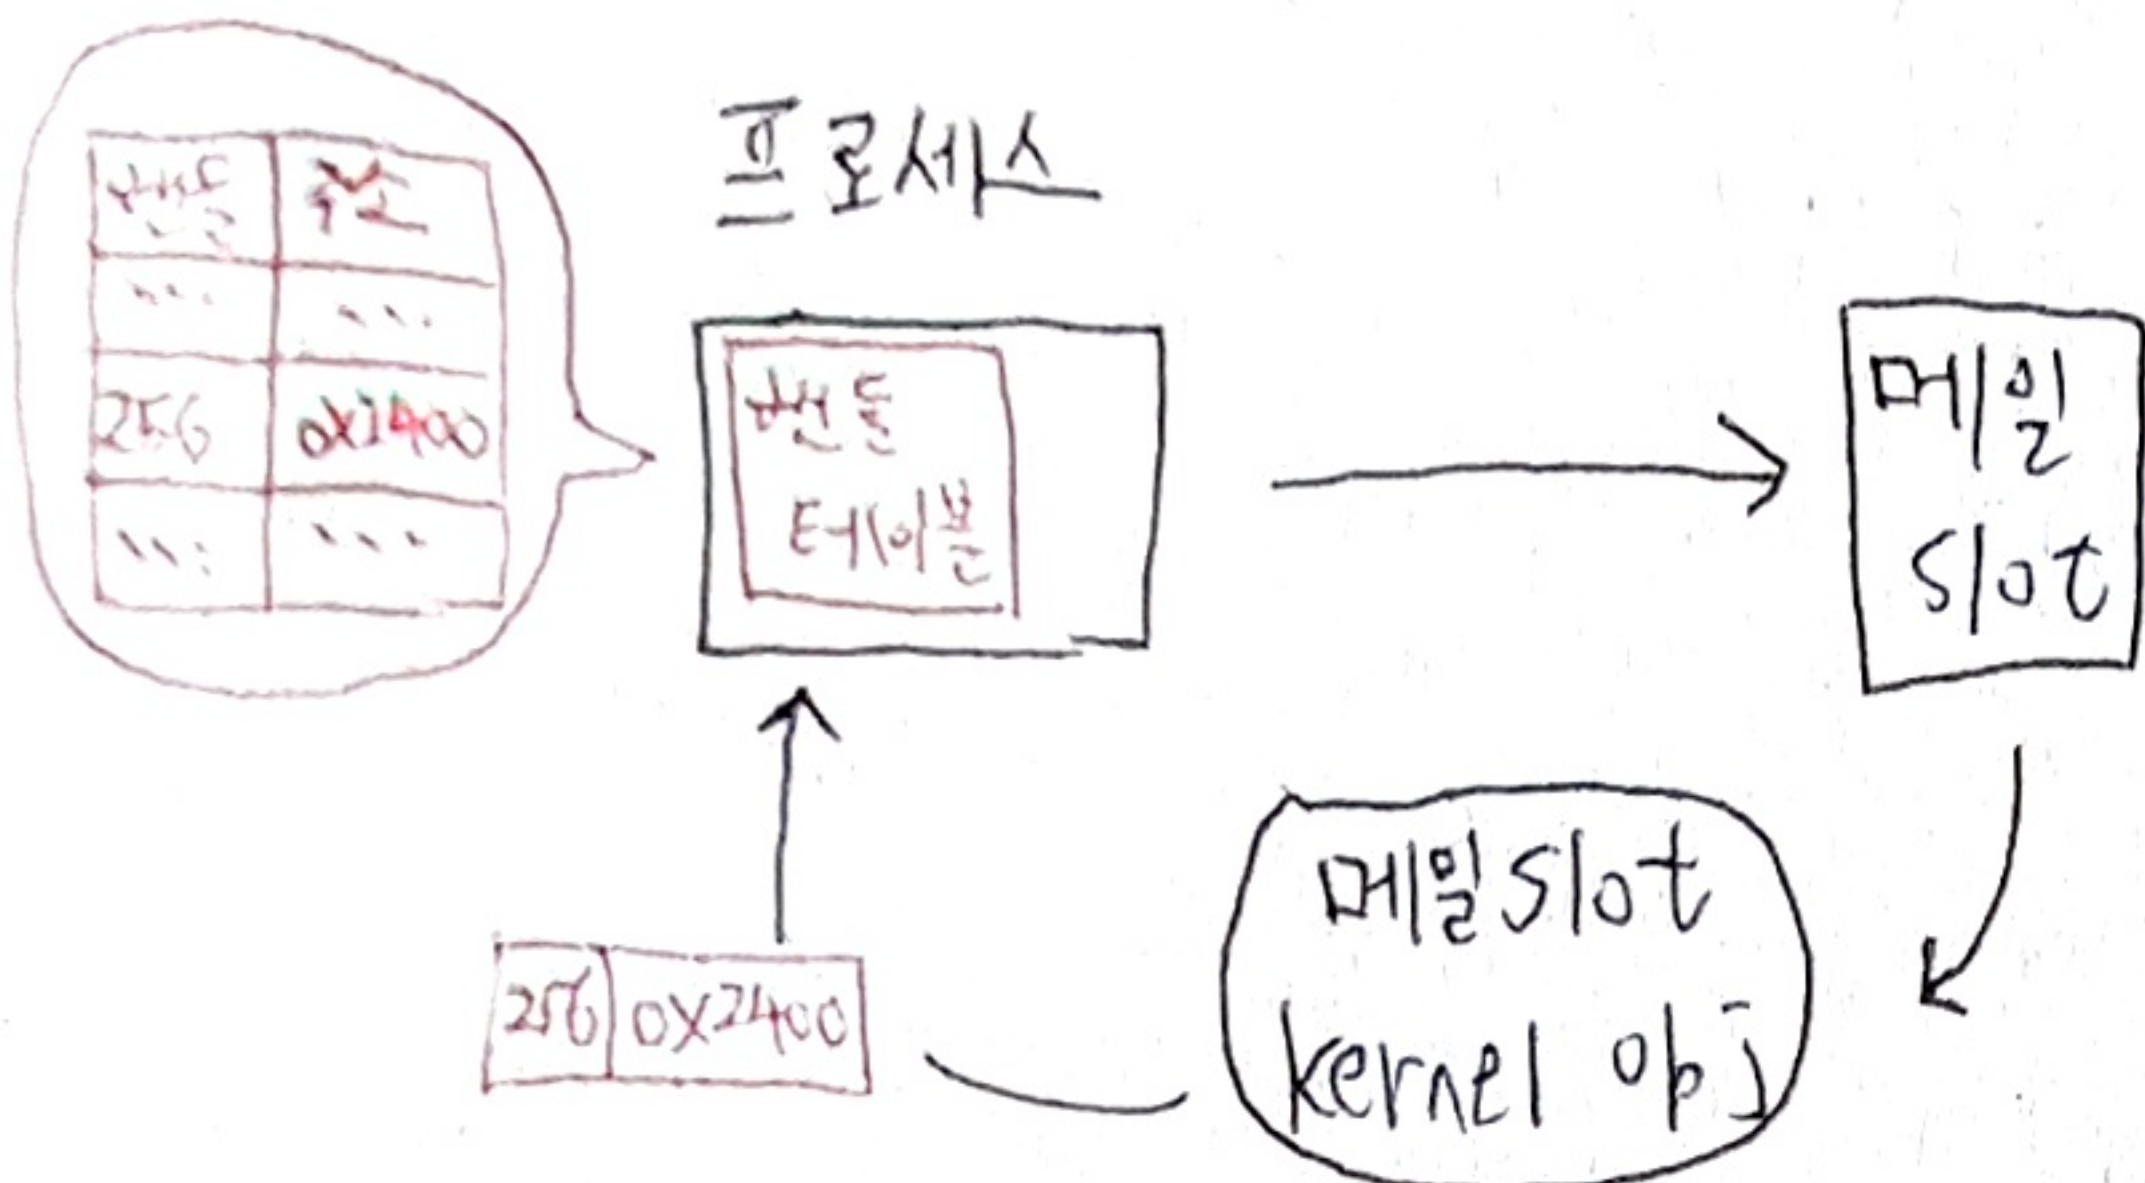 프로세스
핸들 주소
... ...
256 0x2400
... ...
핸들
테이블
메일
slot
메일slot
kernel obj
256 0x2400